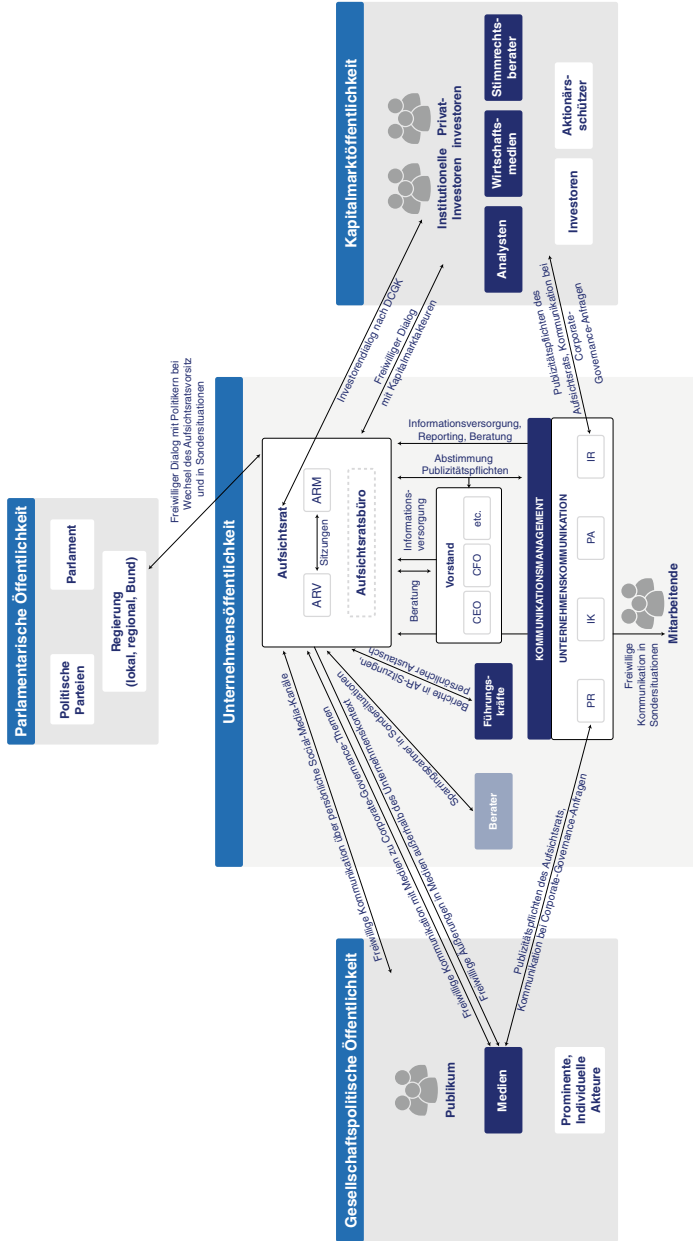 Parlamentarische Öffentlichkeit
Politische
Parteien
Parlament
Regierung
(lokal, regional, Bund)
Freiwilliger Dialog mit Politikern bei
Wechsel des Aufsichtsratsvorsitz
und in Sondersituationen
Gesellschaftspolitische Öffentlichkeit
Publikum
Medien
Prominente,
Individuelle
Akteure
Freiwillige Kommunikation über persönliche Social-Media-Kanäle
Freiwillige Kommunikation mit Medien zu Corporate-Governance-Themen
Freiwillige Äußerungen in Medien außerhalb des Unternehmenskontext
Sparringspartner in Sondersituationen
Berichte in AR-Sitzungen,
persönlicher Austausch
Publizitätspflichten des Aufsichtsrats,
Kommunikation bei Corporate-Governance-Anfragen
Unternehmensöffentlichkeit
Aufsichtsrat
ARV
Sitzungen
ARM
Aufsichtsratsbüro
Beratung
Informations-
versorgung
Abstimmung
Publizitätspflichten
Informationsversorgung,
Reporting, Beratung
Vorstand
CEO
CFO
etc.
Berater
Führungs-
kräfte
KOMMUNIKATIONSMANAGEMENT
UNTERNEHMENSKOMMUNIKATION
PR
IK
PA
IR
Freiwillige
Kommunikation in
Sondersituationen
Mitarbeitende
Investorendialog nach DCGK
Freiwilliger Dialog
mit Kapitalmarktakteuren
Publizitätspflichten des
Aufsichtsrats, Kommunikation bei
Corporate-
Governance-Anfragen
Kapitalmarktöffentlichkeit
Institutionelle
Investoren
Privat-
investoren
Analysten
Wirtschafts-
medien
Stimmrechts-
berater
Investoren
Aktionärs-
schützer